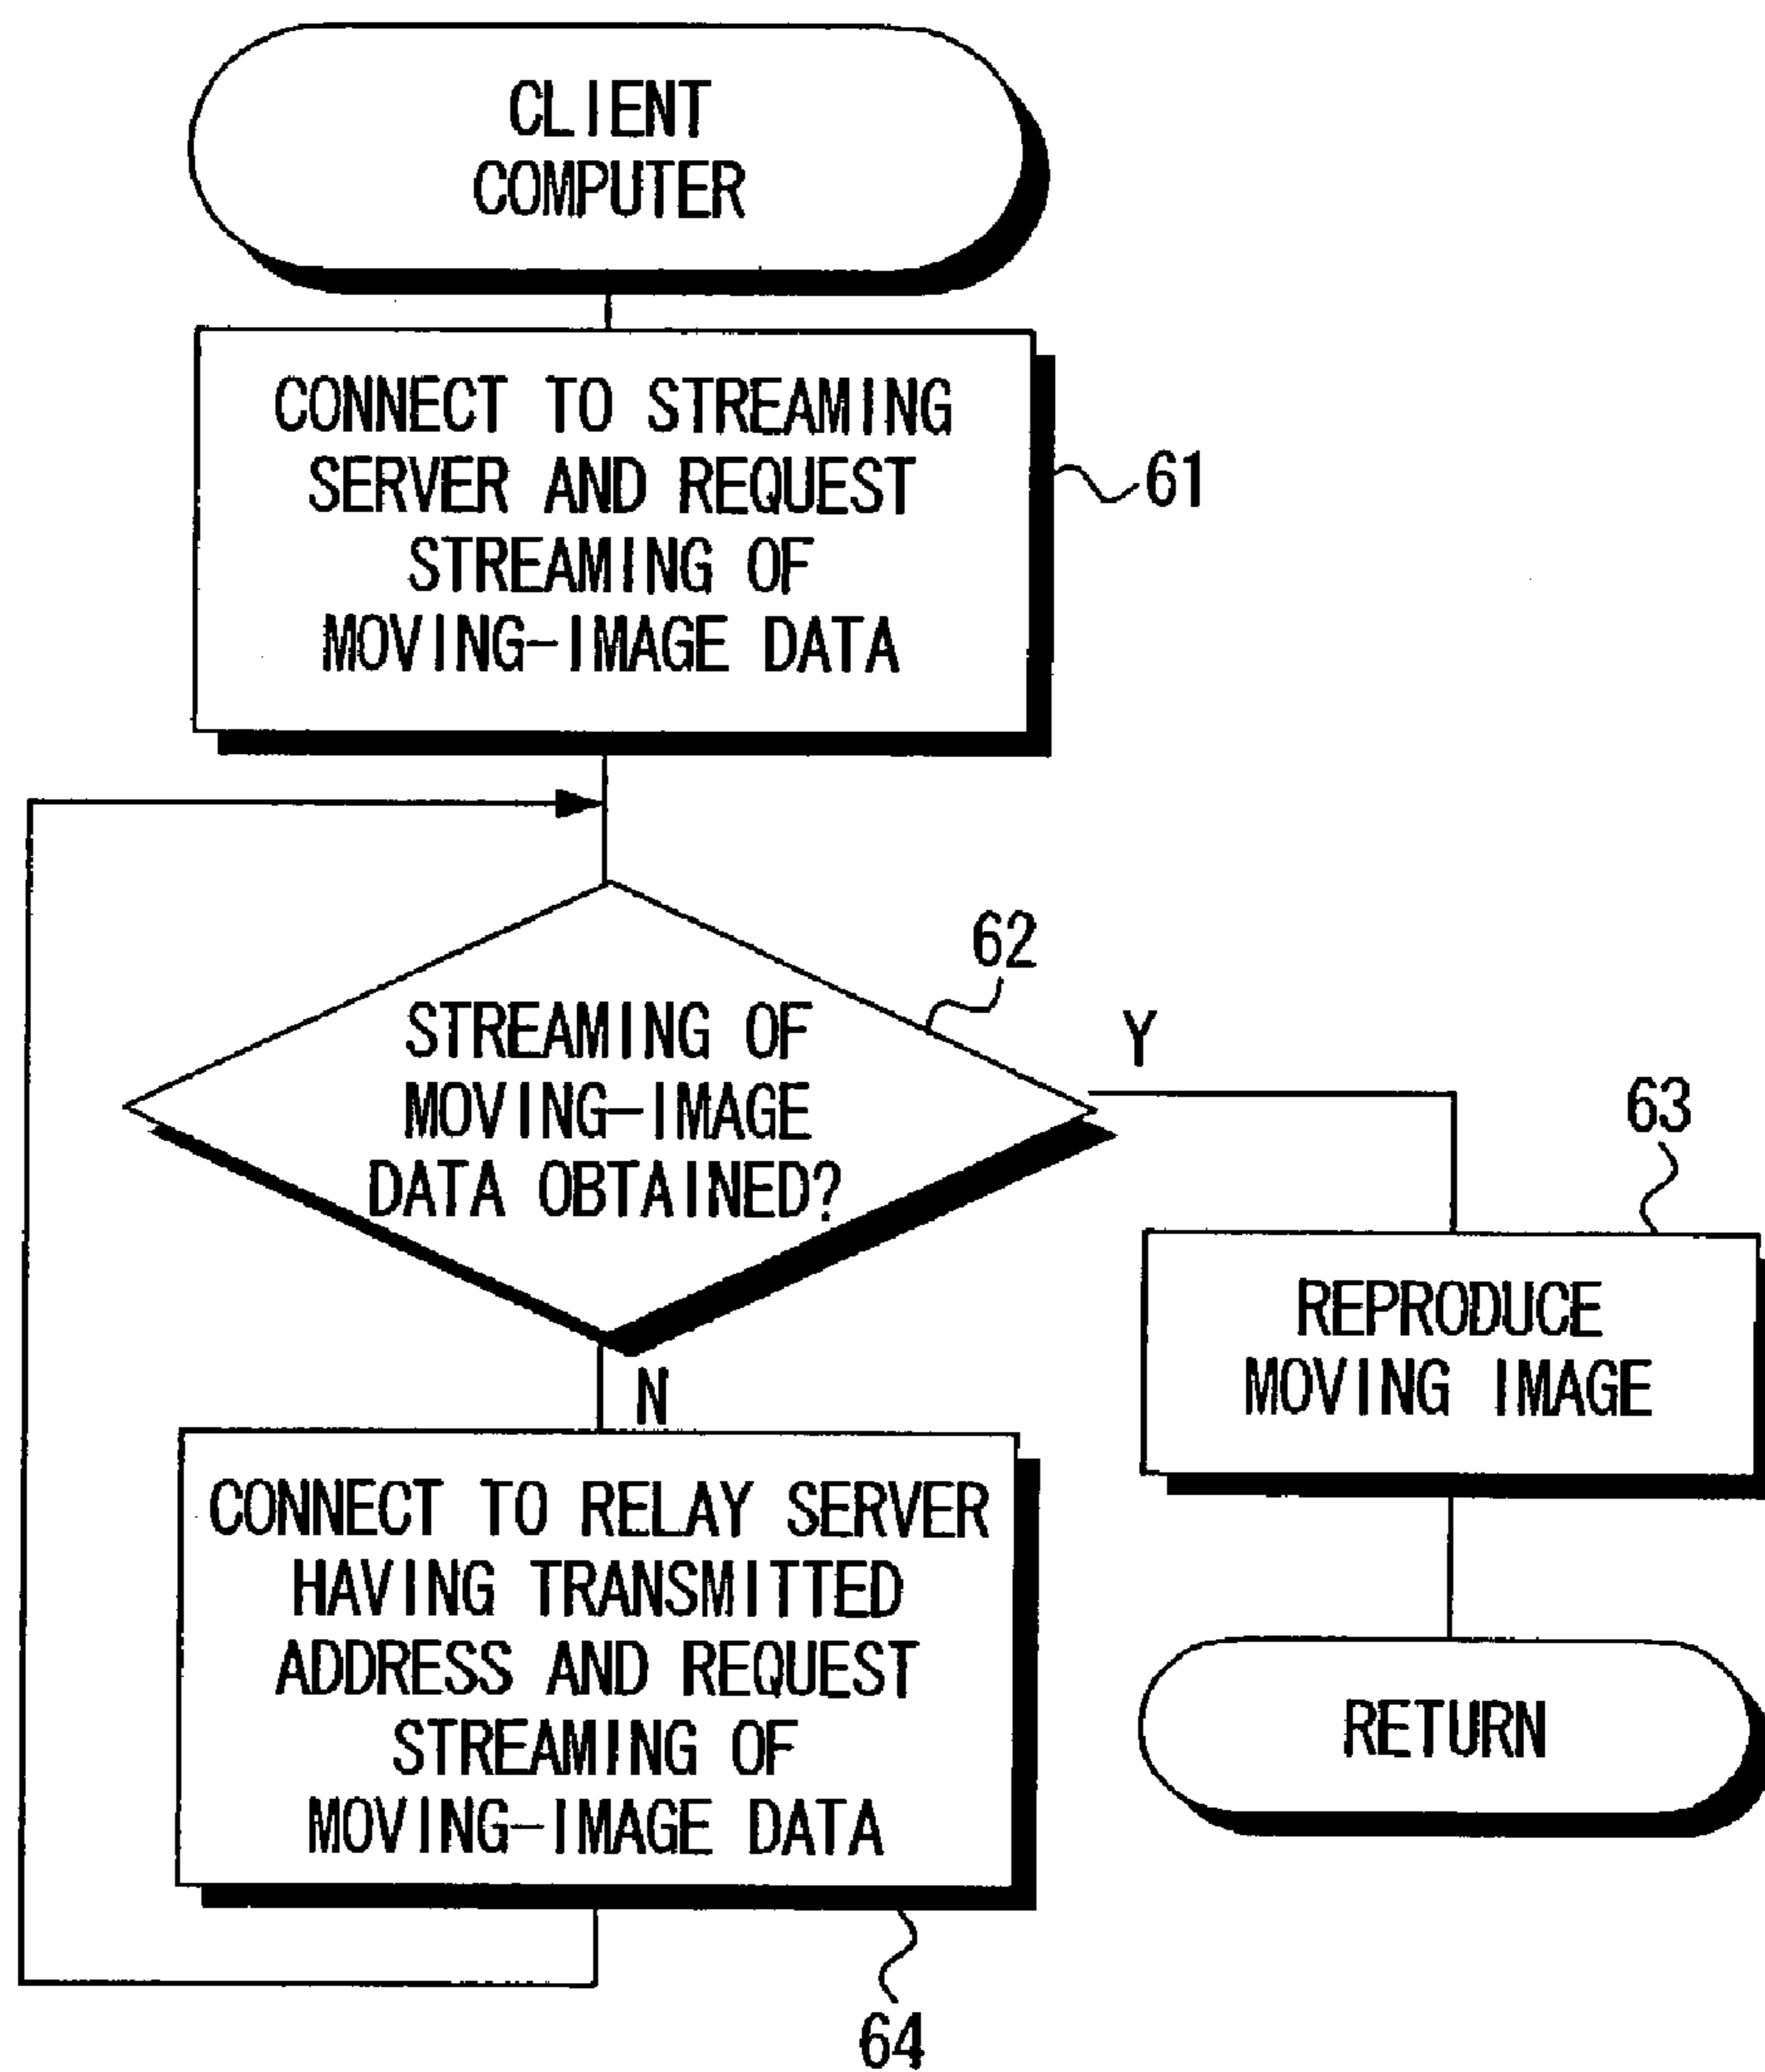 CLIENT
COMPUTER
CONNECT TO STREAMING
SERVER AND REQUEST
STREAMING OF
MOVING-IMAGE DATA
61
62
STREAMING OF
MOVING-IMAGE
DATA OBTAINED?
Y
N
63
REPRODUCE
MOVING IMAGE
CONNECT TO RELAY SERVER
HAVING TRANSMITTED
ADDRESS AND REQUEST
STREAMING OF
MOVING-IMAGE DATA
64
RETURN